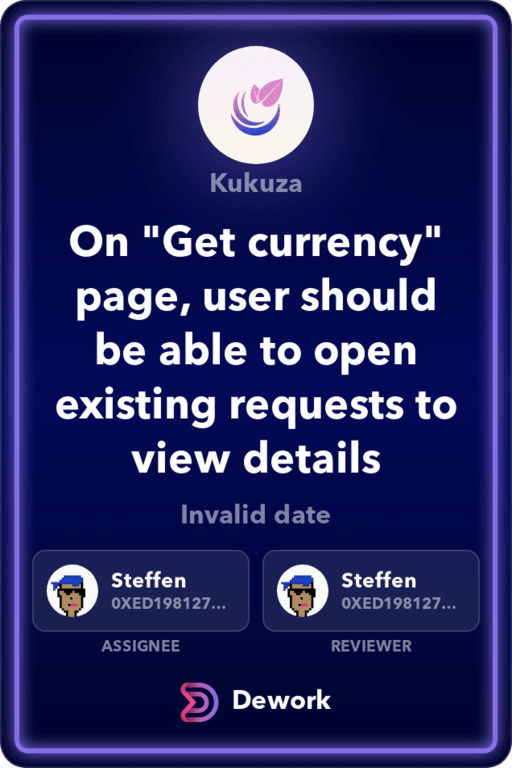 Kukuza
On "Get currency"
page, user should
be able to open
existing requests to
view details
Invalid date
Steffen
0XED198127...
ASSIGNEE
Steffen
0XED198127...
REVIEWER
Dework